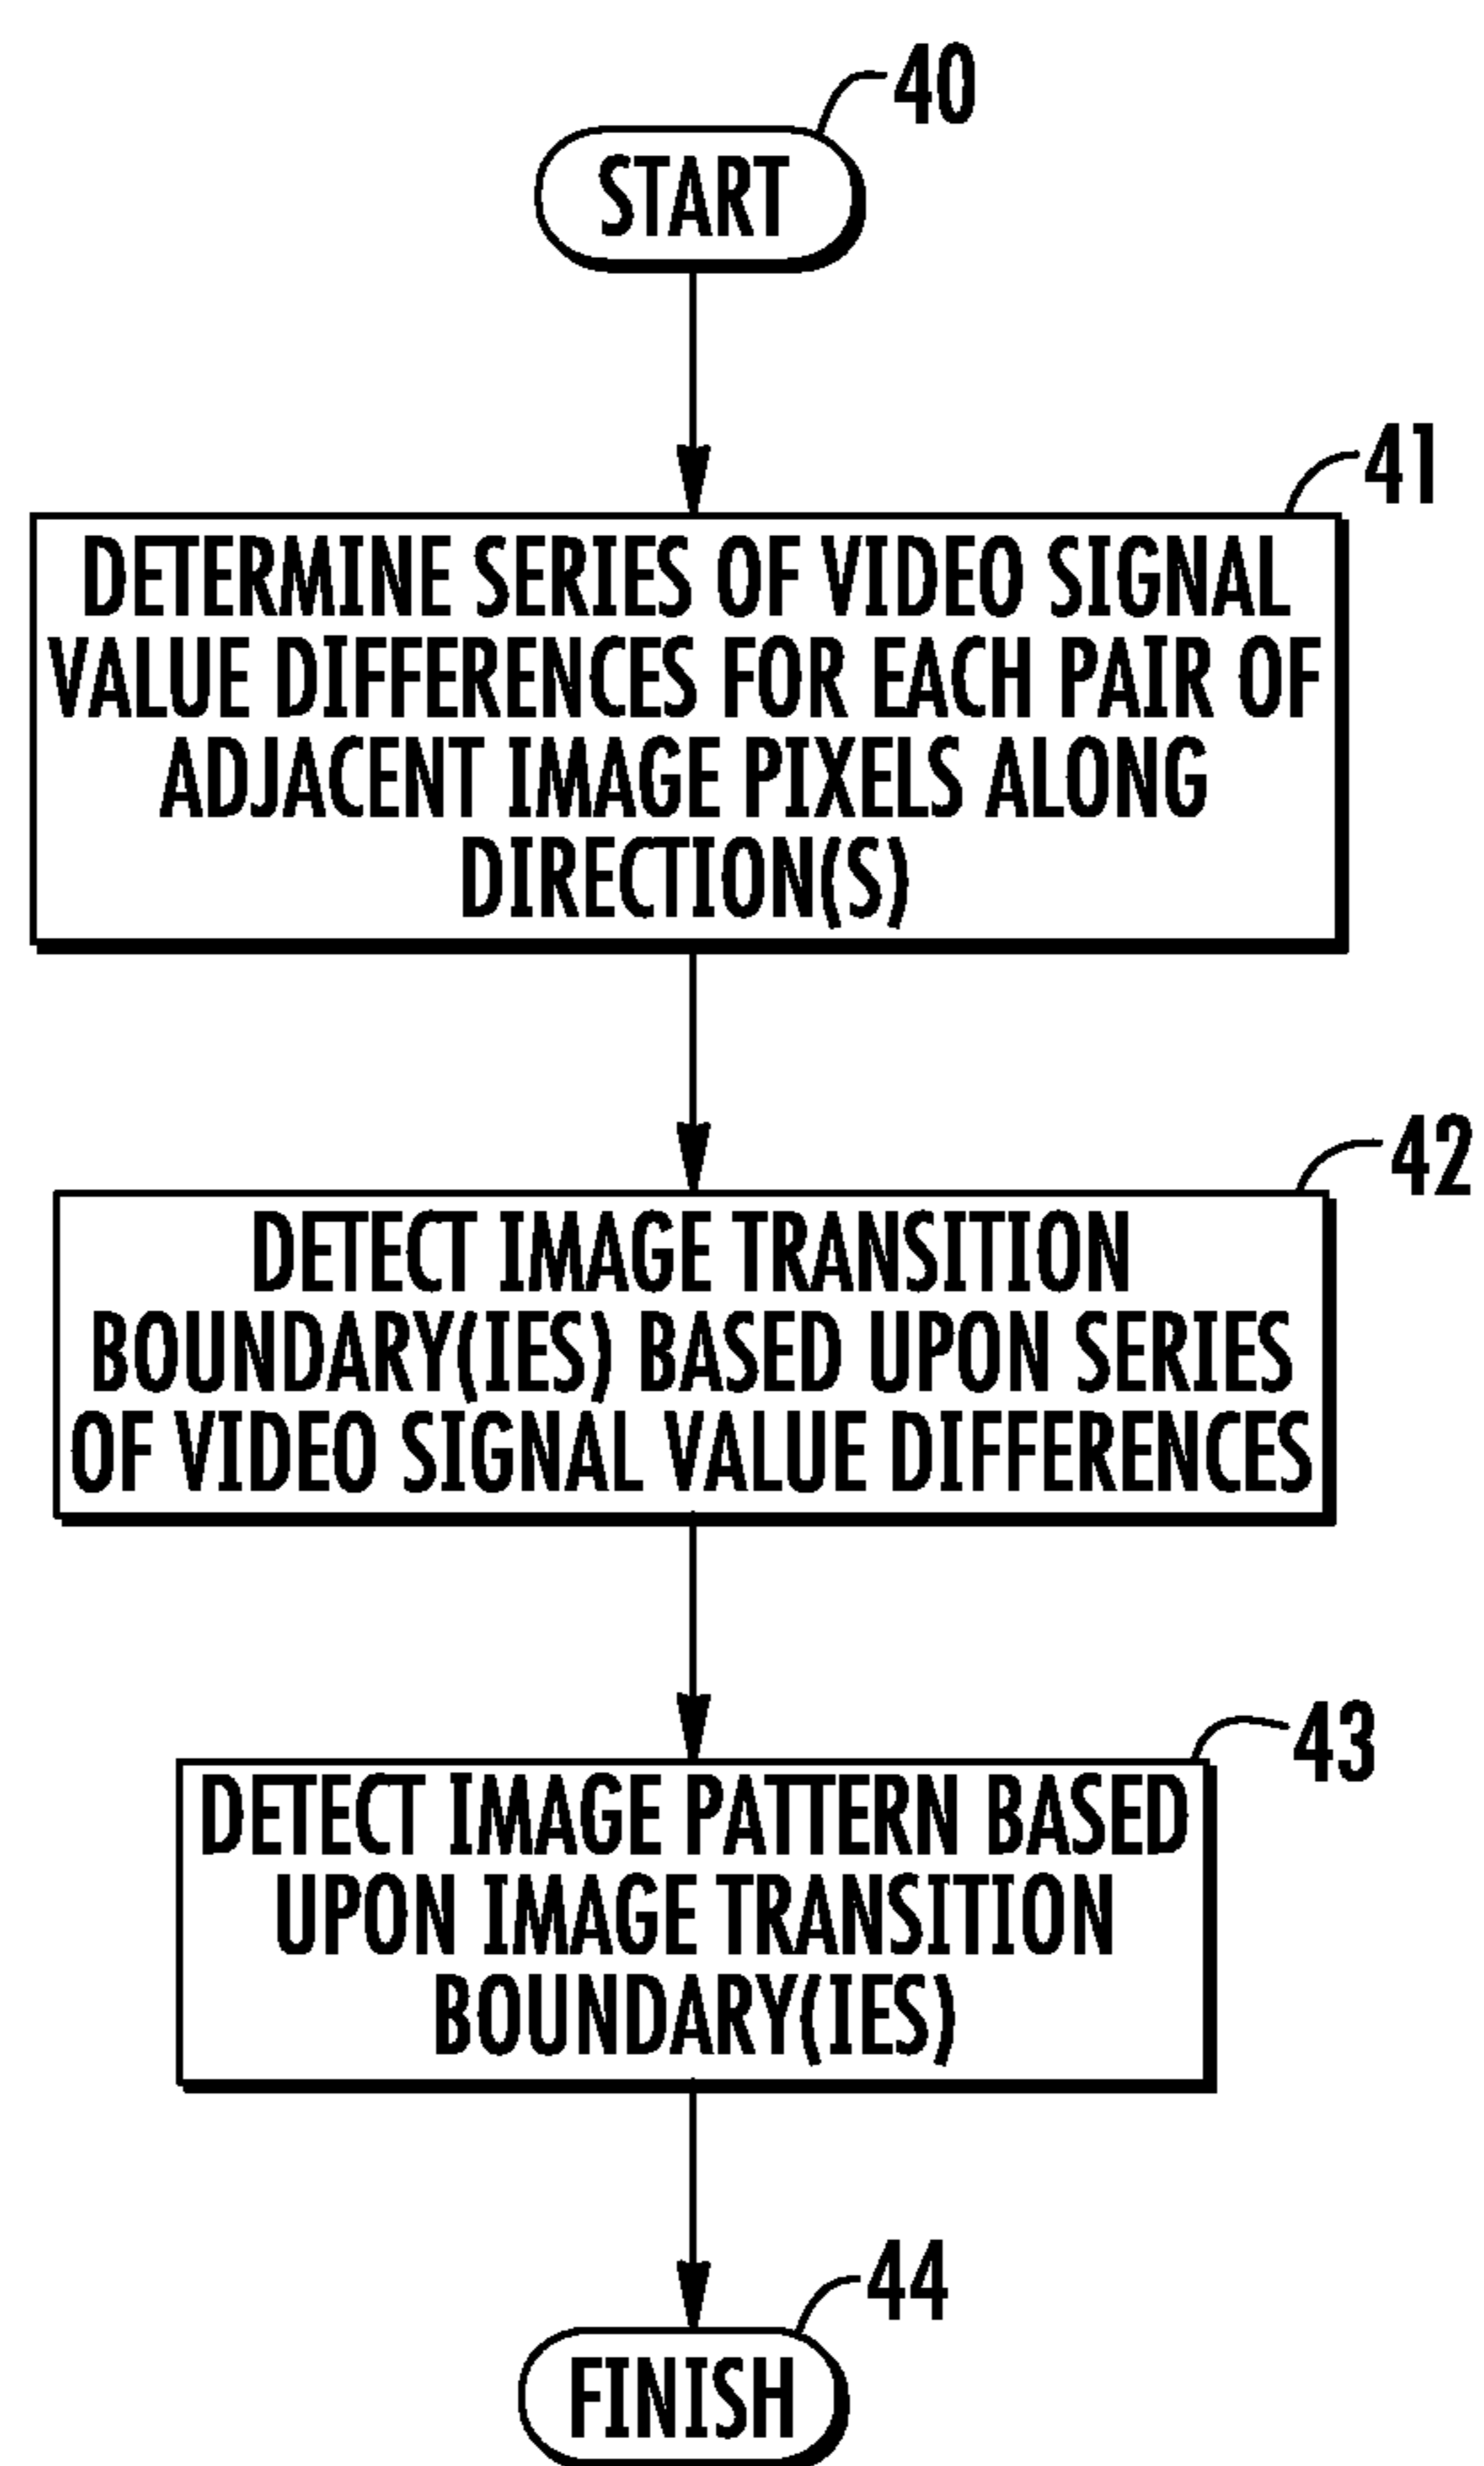 40
START
41
DETERMINE SERIES OF VIDEO SIGNAL
VALUE DIFFERENCES FOR EACH PAIR OF
ADJACENT IMAGE PIXELS ALONG
DIRECTION(S)
42
DETECT IMAGE TRANSITION
BOUNDARY(IES) BASED UPON SERIES
OF VIDEO SIGNAL VALUE DIFFERENCES
43
DETECT IMAGE PATTERN BASED
UPON IMAGE TRANSITION
BOUNDARY(IES)
44
FINISH